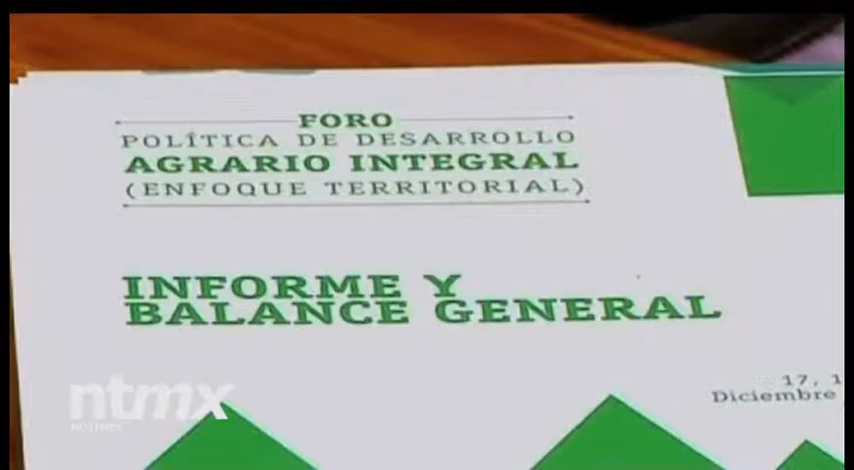 FORO
POLÍTICA DE DESARROLLO
AGRARIO INTEGRAL
(ENFOQUE TERRITORIAL)
INFORME Y
BALANCE GENERAL
17, 1
Diciembre
ntmx